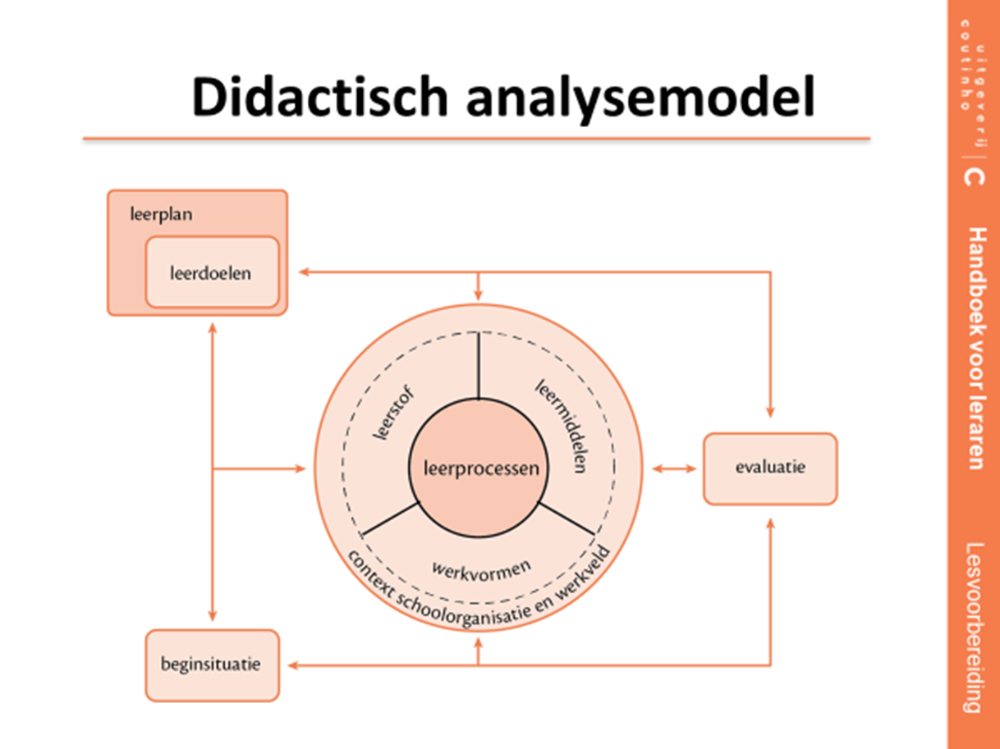 Didactisch analysemodel
leerplan
leerdoelen
leerstof
leermiddelen
leerprocessen
werkvormen
context schoolorganisatie en werkveld
evaluatie
beginsituatie
uitgeverij
coutinho
C
Handboek voor leraren
Lesvoorbereiding